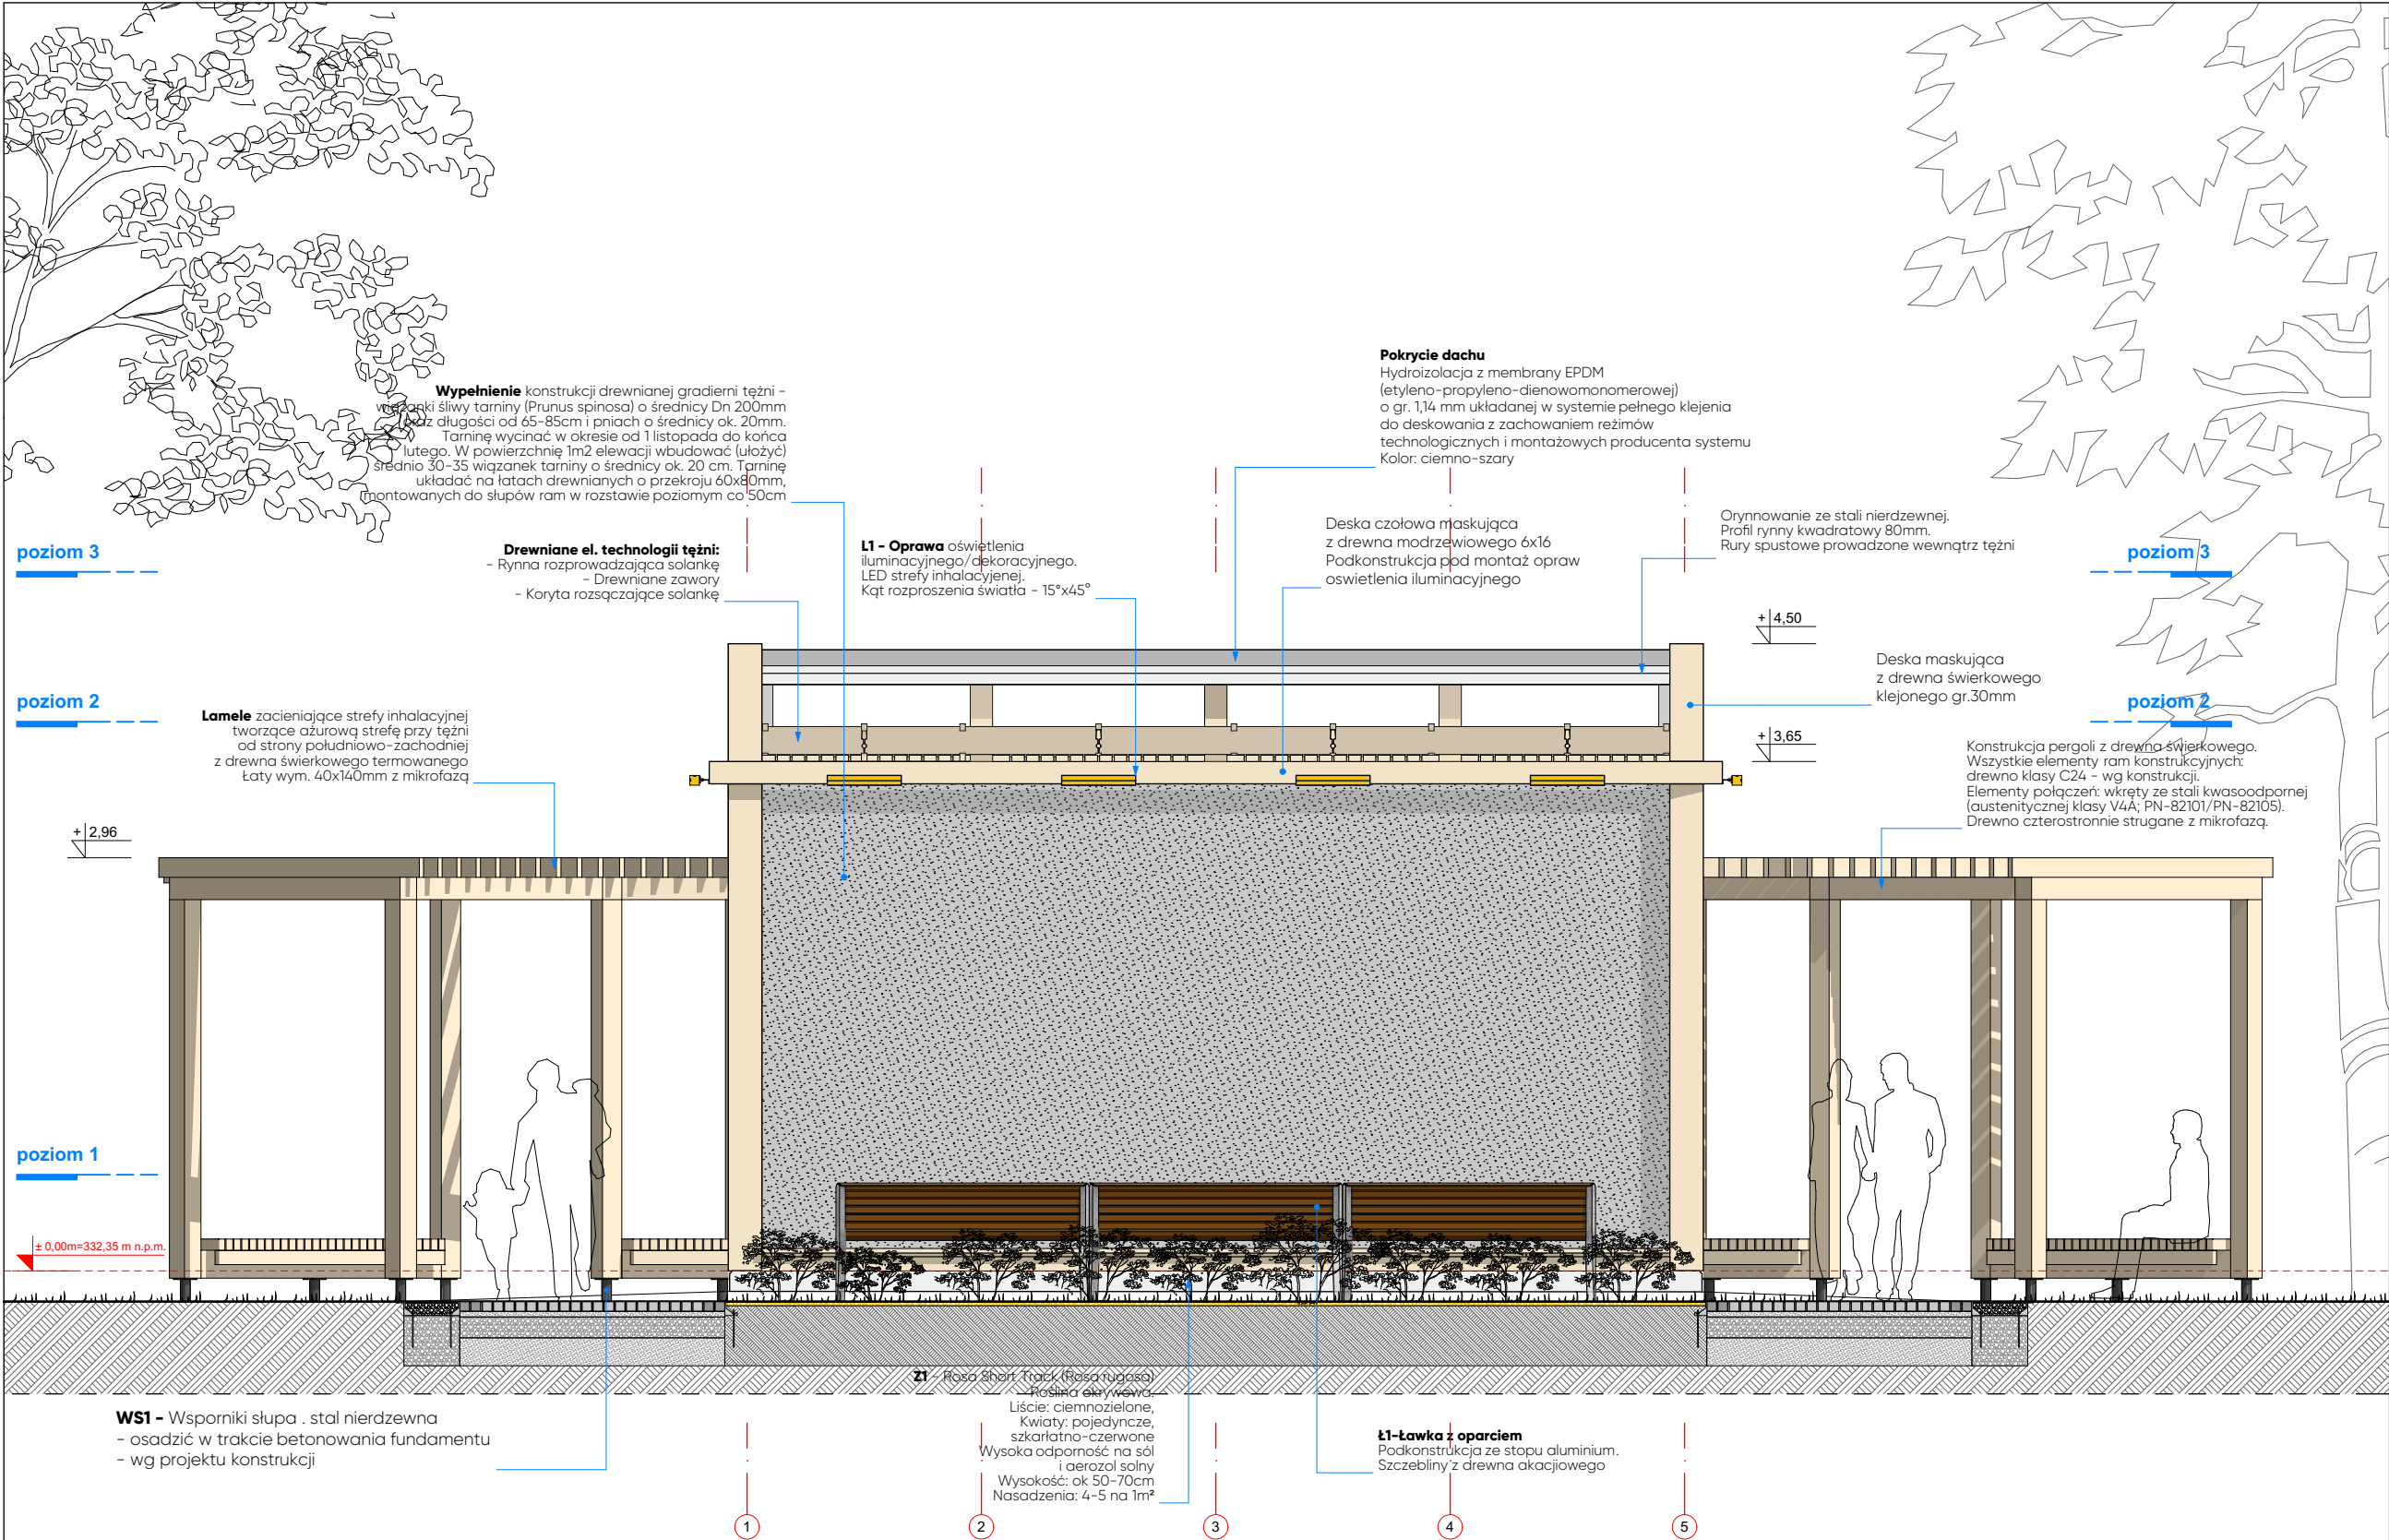 Pokrycie dachu
Hydroizolacja z membrany EPDM
(etyleno-propyleno-dienowomonomerowej)
o gr. 1,14 mm układanej w systemie pełnego klejenia
do deskowania z zachowaniem reżimów
technologicznych i montażowych producenta systemu
Kolor: ciemno-szary
Wypełnienie konstrukcji drewnianej gradierni tężni -
wiązanki śliwy tarniny (Prunus spinosa) o średnicy Dn 200mm
oraz długości od 65-85cm i pniach o średnicy ok. 20mm.
Tarninę wycinać w okresie od 1 listopada do końca
lutego. W powierzchnię 1m2 elewacji wbudować (ułożyć)
średnio 30-35 wiązanek tarniny o średnicy ok. 20 cm. Tarninę
układać na łatach drewnianych o przekroju 60x80mm,
montowanych do słupów ram w rozstawie poziomym co 50cm
Drewniane el. technologii tężni:
- Rynna rozprowadzająca solankę
- Drewniane zawory
- Koryta rozsączające solankę
L1 - Oprawa oświetlenia
iluminacyjnego/dekoracyjnego.
LED strefy inhalacyjenej.
Kąt rozproszenia światła - 15°x45°
Deska czołowa maskująca
z drewna modrzewiowego 6x16
Podkonstrukcja pod montaż opraw
oswietlenia iluminacyjnego
Orynnowanie ze stali nierdzewnej.
Profil rynny kwadratowy 80mm.
Rury spustowe prowadzone wewnątrz tężni
poziom 3
poziom 3
+ 4,50
Deska maskująca
z drewna świerkowego
klejonego gr.30mm
poziom 2
poziom 2
Lamele zacieniające strefy inhalacyjnej
tworzące ażurową strefę przy tężni
od strony południowo-zachodniej
z drewna świerkowego termowanego
Łaty wym. 40x140mm z mikrofazą
+ 3,65
Konstrukcja pergoli z drewna świerkowego.
Wszystkie elementy ram konstrukcyjnych:
drewno klasy C24 - wg konstrukcji.
Elementy połączeń: wkręty ze stali kwasoodpornej
(austenitycznej klasy V4A; PN-82101/PN-82105).
Drewno czterostronnie strugane z mikrofazą.
+ 2,96
poziom 1
± 0,00m=332,35 m n.p.m.
WS1 - Wsporniki słupa . stal nierdzewna
- osadzić w trakcie betonowania fundamentu
- wg projektu konstrukcji
Z1 - Rosa Short Track (Rosa rugosa)
Roślina okrywowa.
Liście: ciemnozielone,
Kwiaty: pojedyncze,
szkarłatno-czerwone
Wysoka odporność na sól
i aerozol solny
Wysokość: ok 50-70cm
Nasadzenia: 4-5 na 1m²
Ł1-Ławka z oparciem
Podkonstrukcja ze stopu aluminium.
Szczebliny z drewna akacjiowego
1
2
3
4
5